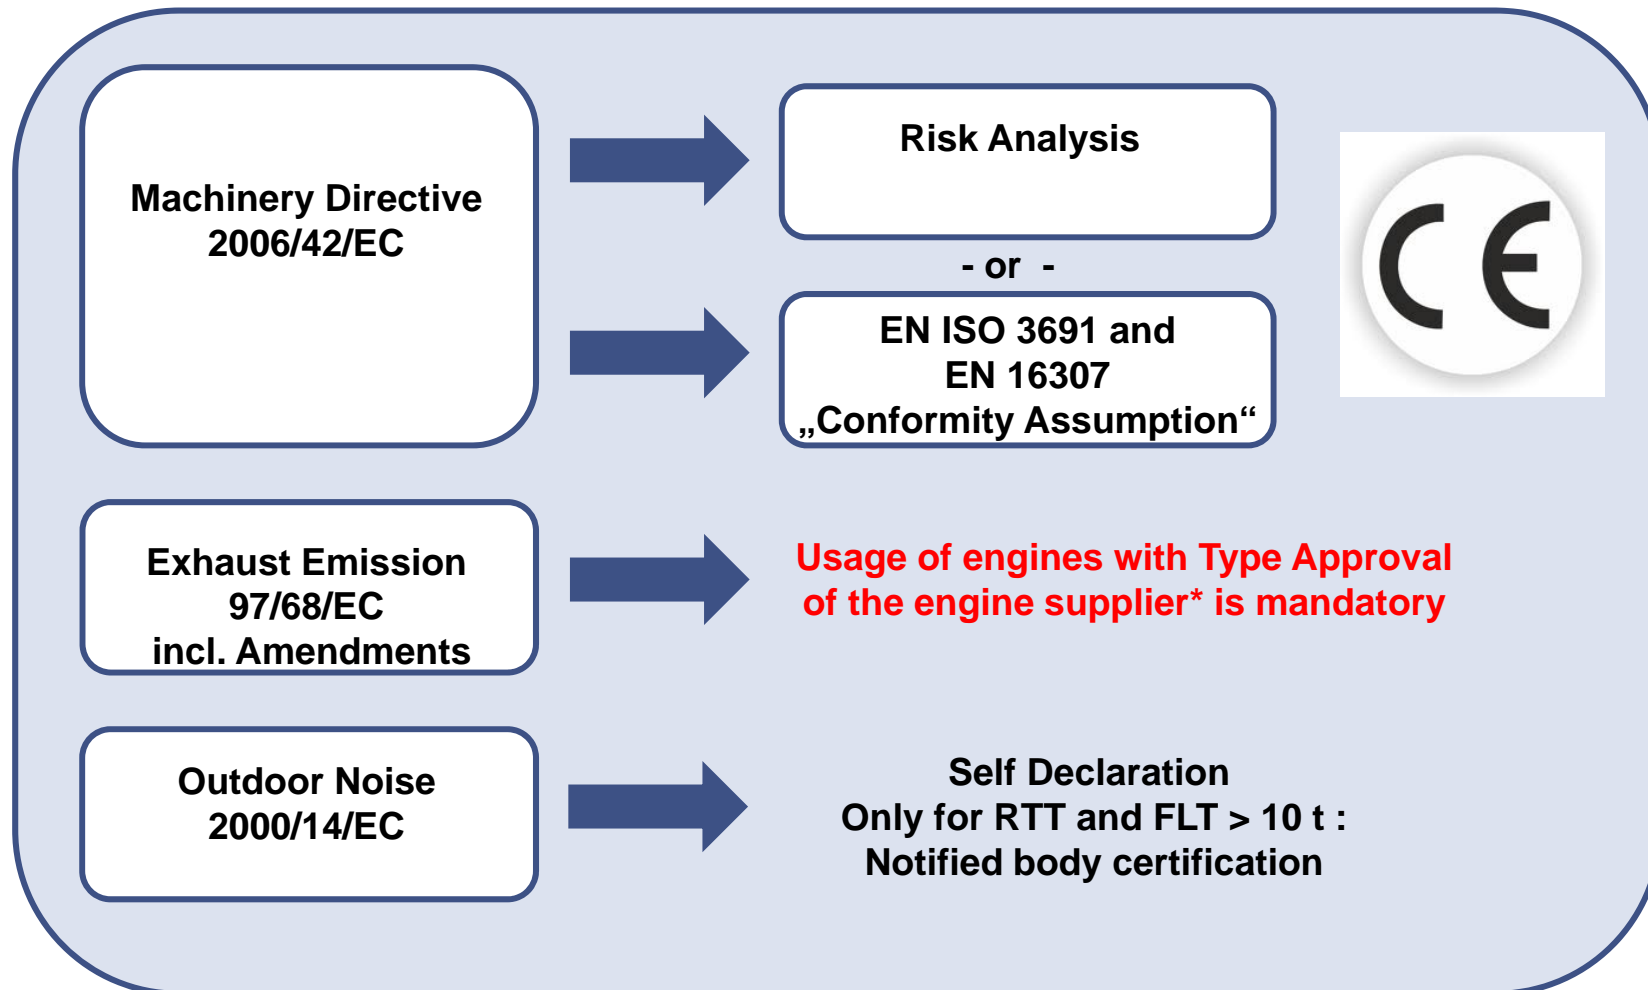 Machinery Directive
2006/42/EC
Risk Analysis
- or -
EN ISO 3691 and
EN 16307
„Conformity Assumption“
CE
Exhaust Emission
97/68/EC
incl. Amendments
Usage of engines with Type Approval
of the engine supplier* is mandatory
Outdoor Noise
2000/14/EC
Self Declaration
Only for RTT and FLT > 10 t :
Notified body certification